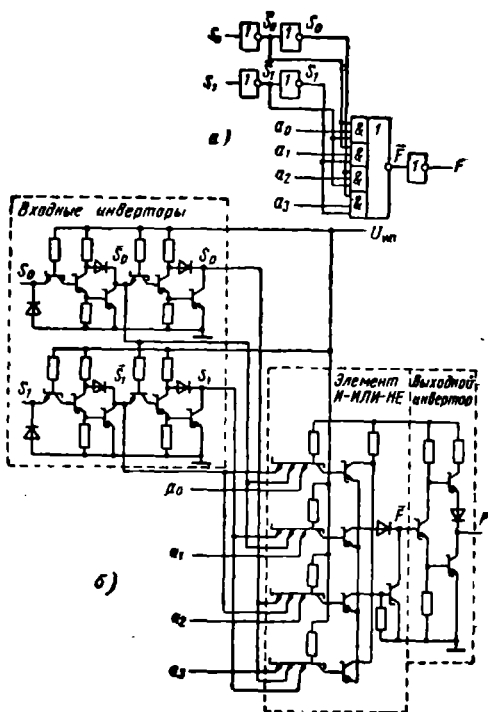 S₀ 1 S̄₀ 1 S₀
S₁ 1 S̄₁ 1 S₁
а)
a₀ & 1
a₁ &
a₂ &
a₃ &
F̄ 1 F
Входные инверторы
Uип
S₀ S̄₀ S₀
S₁ S̄₁ S₁
Элемент
И-ИЛИ-НЕ
Выходной
инвертор
a₀
a₁
F̄
F
б)
a₂
a₃